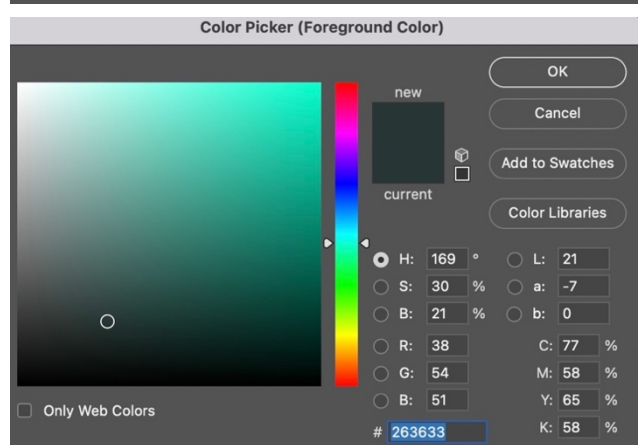 Color Picker (Foreground Color)
new
current
OK
Cancel
Add to Swatches
Color Libraries
H: 169 °
S: 30 %
B: 21 %
R: 38
G: 54
B: 51
# 263633
L: 21
a: -7
b: 0
C: 77 %
M: 58 %
Y: 65 %
K: 58 %
Only Web Colors